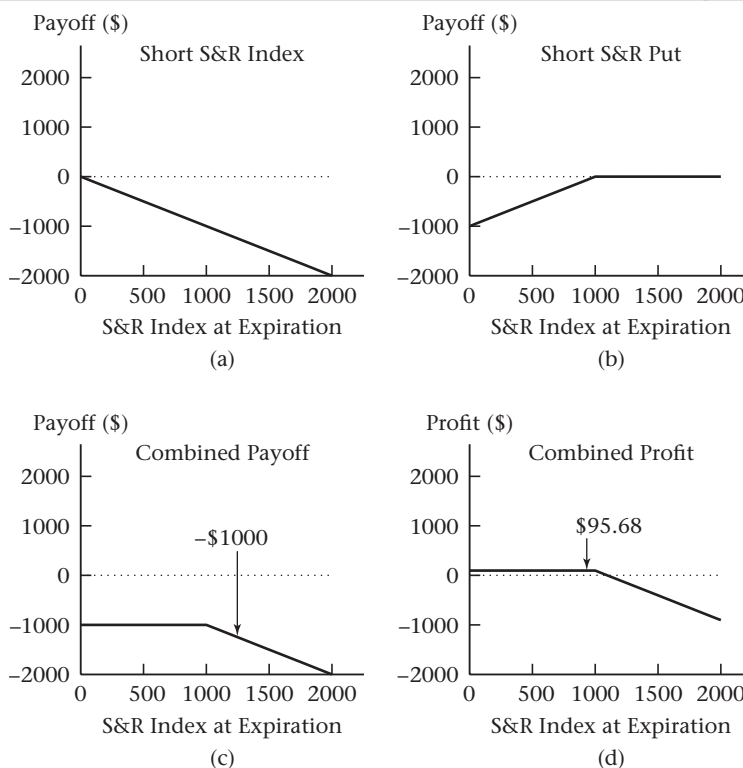 Payoff ($)
Short S&R Index
2000
1000
0
–1000
–2000
0 500 1000 1500 2000
S&R Index at Expiration
(a)
Payoff ($)
Short S&R Put
2000
1000
0
–1000
–2000
0 500 1000 1500 2000
S&R Index at Expiration
(b)
Payoff ($)
Combined Payoff
2000
1000
–$1000
0
–1000
–2000
0 500 1000 1500 2000
S&R Index at Expiration
(c)
Profit ($)
Combined Profit
2000
1000
$95.68
0
–1000
–2000
0 500 1000 1500 2000
S&R Index at Expiration
(d)